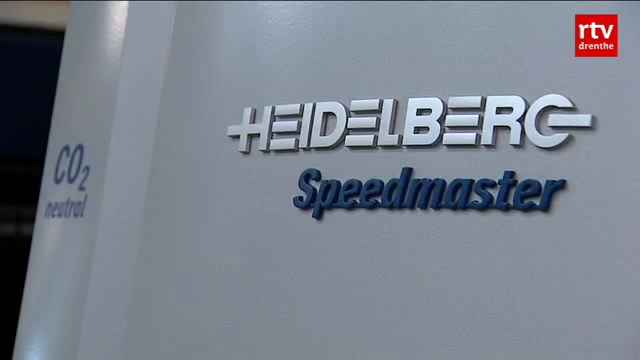 rtv
drenthe
HEIDELBERG
Speedmaster
CO2
neutral